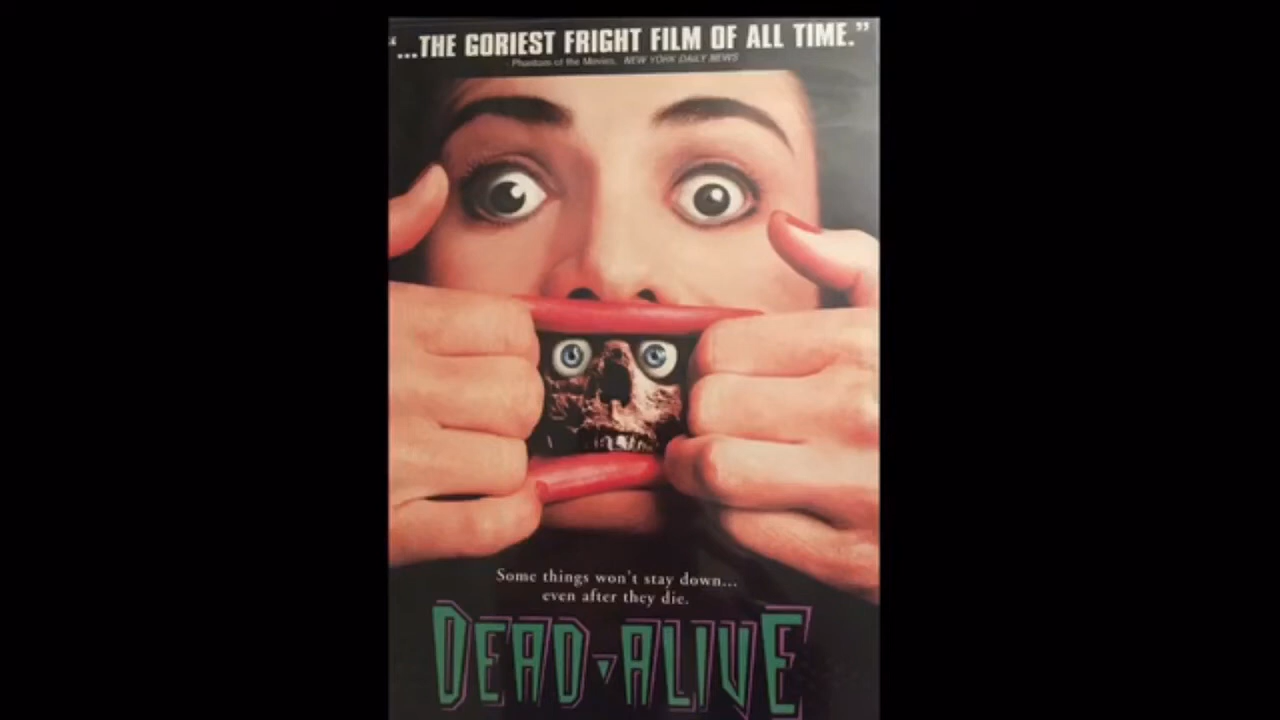 “...THE GORIEST FRIGHT FILM OF ALL TIME.”
- Phantom of the Movies, NEW YORK DAILY NEWS
Some things won't stay down...
even after they die.
DEAD ALIVE